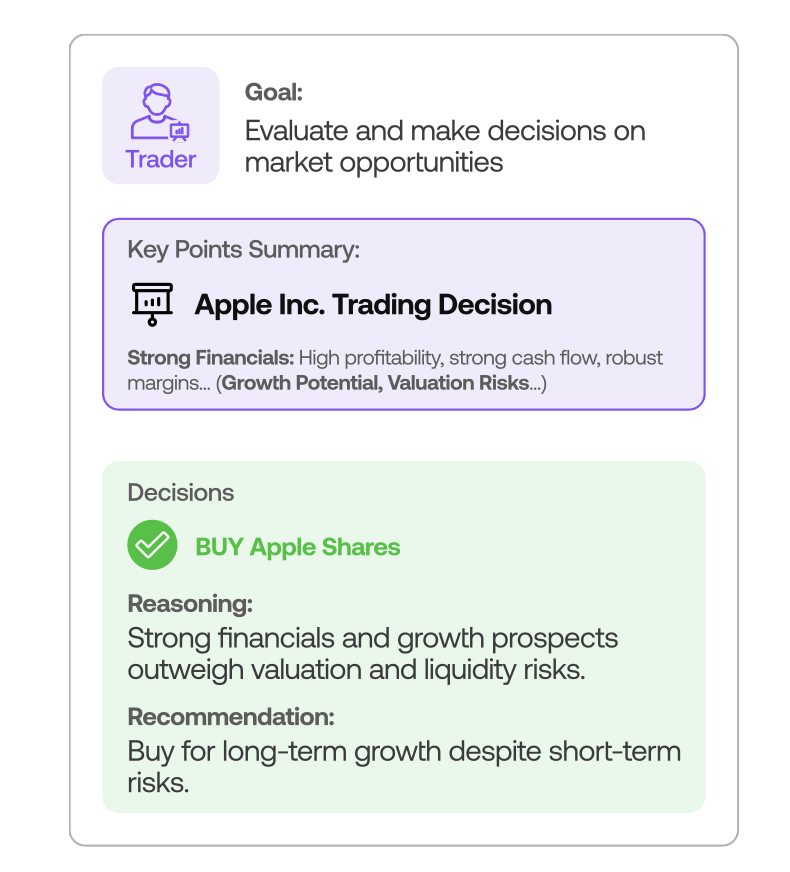 Trader
Goal:
Evaluate and make decisions on
market opportunities
Key Points Summary:
Apple Inc. Trading Decision
Strong Financials: High profitability, strong cash flow, robust
margins... (Growth Potential, Valuation Risks...)
Decisions
BUY Apple Shares
Reasoning:
Strong financials and growth prospects
outweigh valuation and liquidity risks.
Recommendation:
Buy for long-term growth despite short-term
risks.